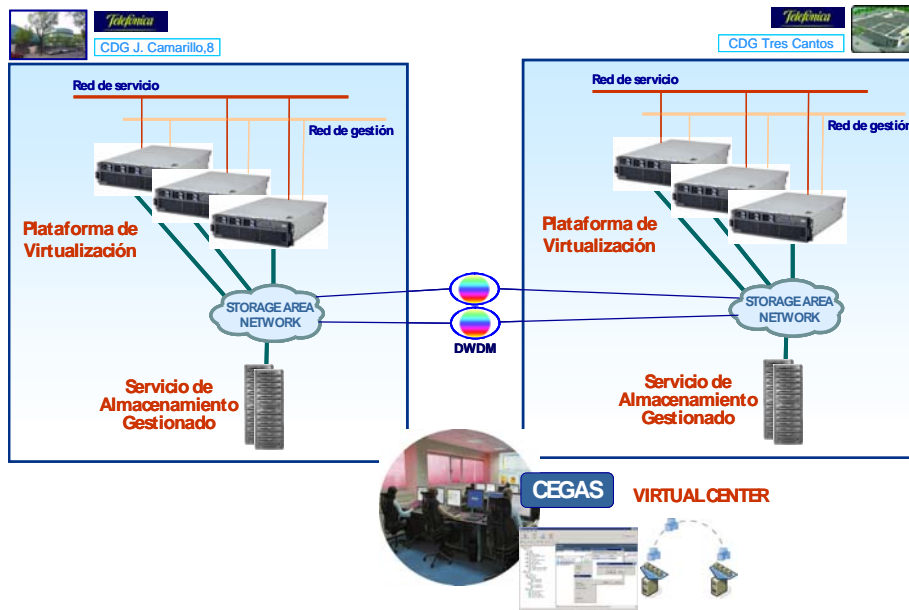 Telefónica
CDG J. Camarillo,8
Telefónica
CDG Tres Cantos
Red de servicio
Red de gestión
Plataforma de
Virtualización
STORAGE AREA
NETWORK
Servicio de
Almacenamiento
Gestionado
Red de servicio
Red de gestión
Plataforma de
Virtualización
STORAGE AREA
NETWORK
Servicio de
Almacenamiento
Gestionado
DWDM
CEGAS
VIRTUAL CENTER